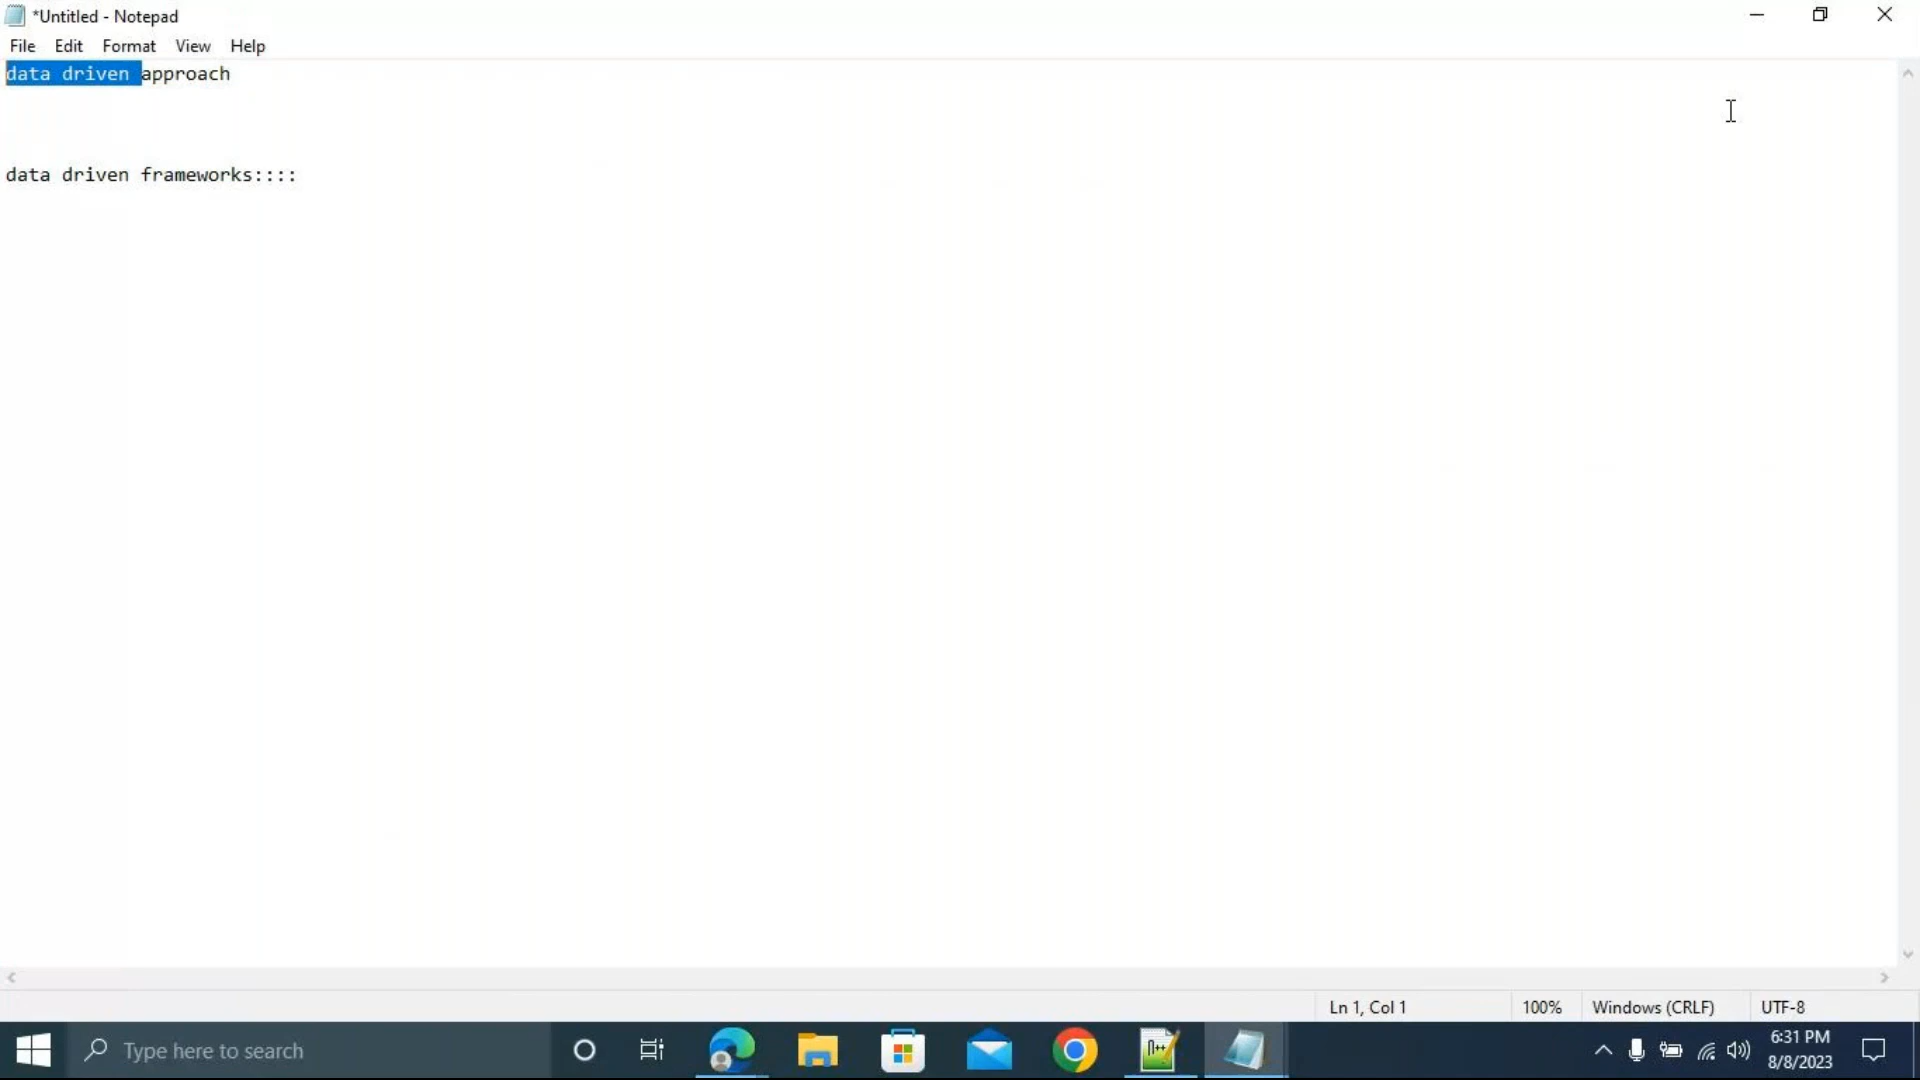 *Untitled - Notepad
File Edit Format View Help
data driven approach
data driven frameworks::::
Ln 1, Col 1 100% Windows (CRLF) UTF-8
Type here to search
6:31 PM
8/8/2023